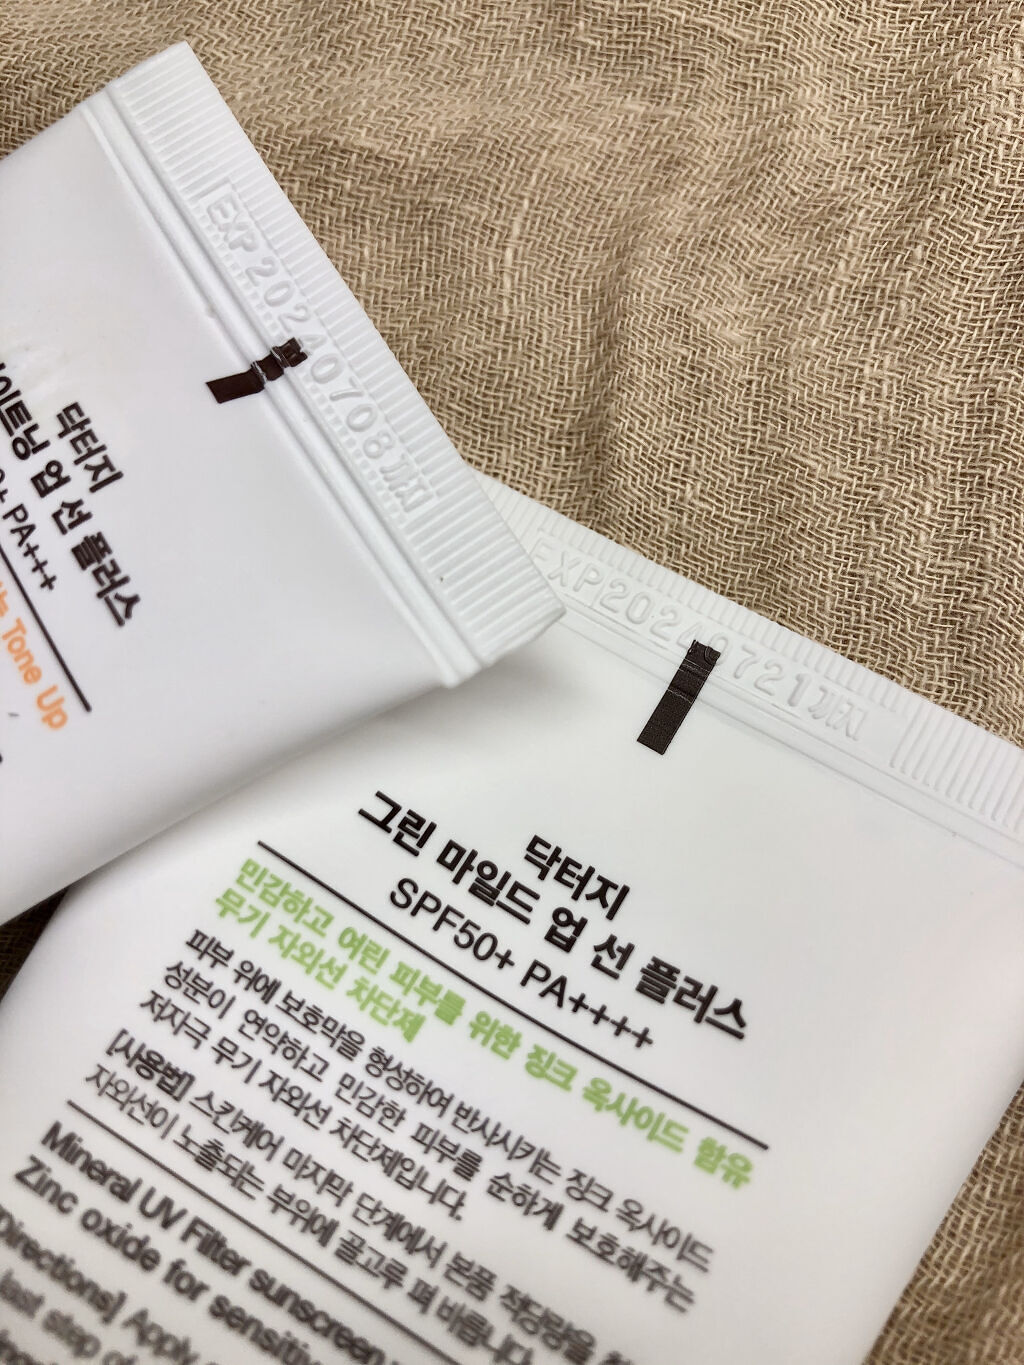 EXP 20240708까지
닥터지
업 선 플러스
PA+++
Tone Up
EXP 20240721까지
닥터지
그린 마일드 업 선 플러스
SPF50+ PA++++
민감하고 여린 피부를 위한 징크 옥사이드 함유
무기 자외선 차단제
피부 위에 보호막을 형성하여 반사시키는 징크 옥사이드
성분이 연약하고 민감한 피부를 순하게 보호해주는
저자극 무기 자외선 차단제입니다.
[사용법] 스킨케어 마지막 단계에서 본품 적당량을
자외선이 노출되는 부위에 골고루 펴 바릅니다.
Mineral UV Filter sunscreen
Zinc oxide for sensitiv
Directions] Apply
last step of